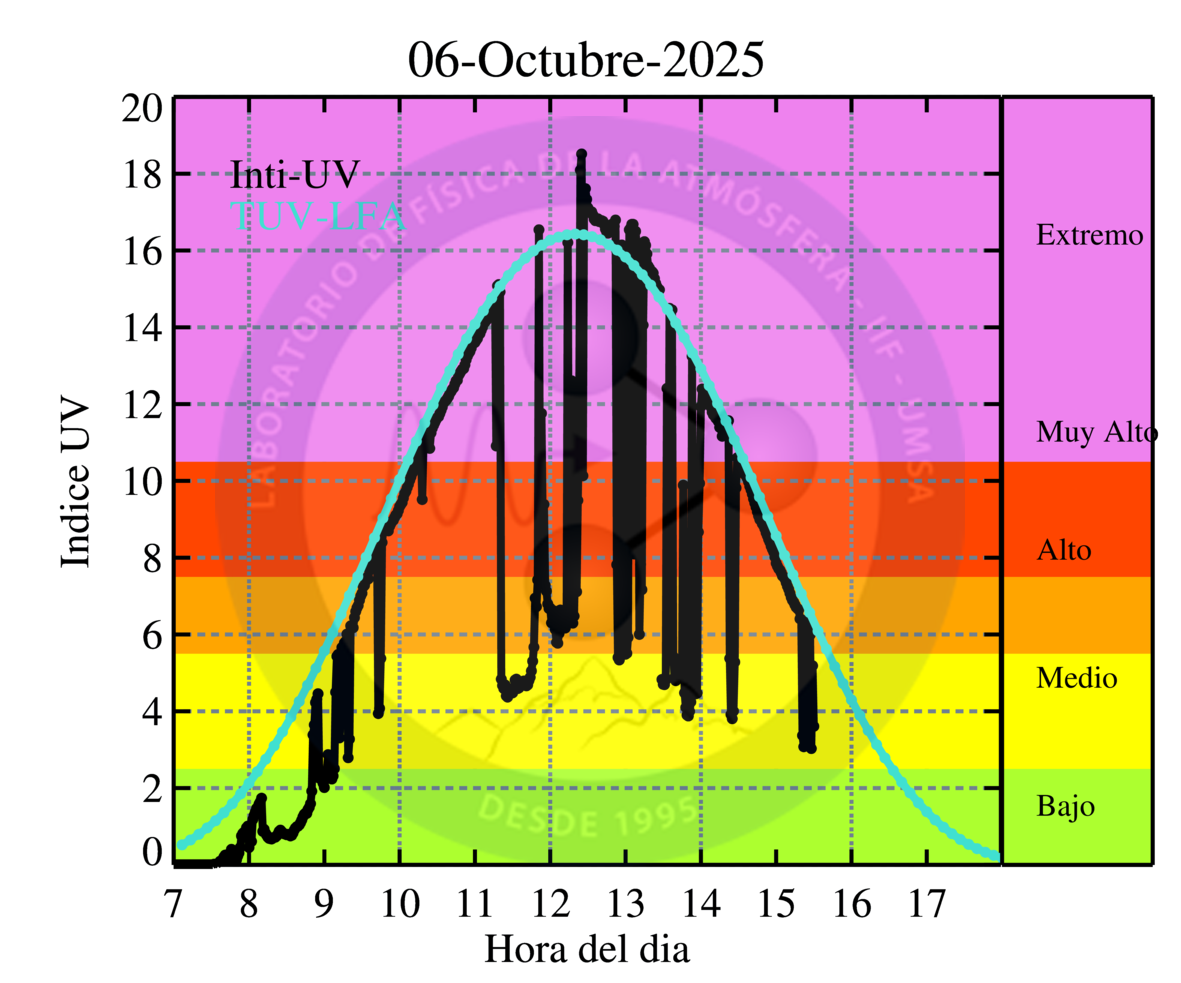 06-Octubre-2025
Inti-UV
TUV-LFA
LABORATORIO DE FÍSICA DE LA ATMÓSFERA - IIF - UMSA
DESDE 1995
Indice UV
20
18
16
14
12
10
8
6
4
2
0
Extremo
Muy Alto
Alto
Medio
Bajo
7 8 9 10 11 12 13 14 15 16 17
Hora del dia